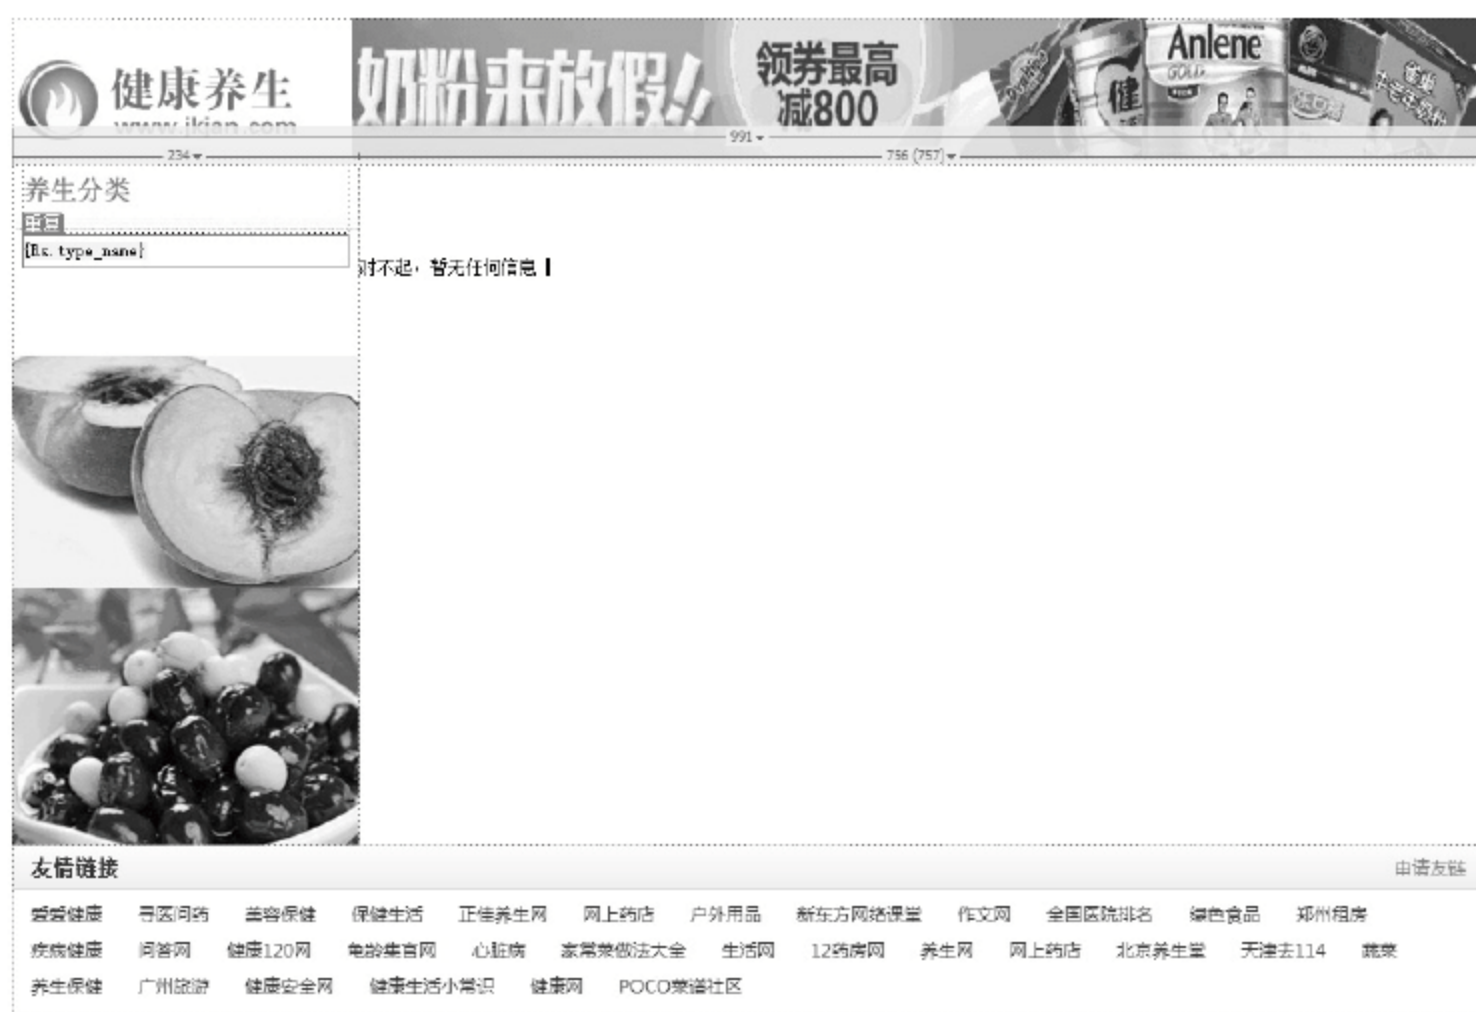 健康养生
www.jkjan.com
奶粉来放假!!
领券最高
减800
Anlene
GOLD
健
991
234
756 (757)
养生分类
重复
{Rs.type_name}
对不起，暂无任何信息
友情链接
申请友链
爱爱健康 寻医问药 美容保健 保健生活 正佳养生网 网上药店 户外用品 新东方网络课堂 作文网 全国医院排名 绿色食品 郑州租房
疾病健康 问答网 健康120网 龟龄集官网 心脏病 家常菜做法大全 生活网 12药房网 养生网 网上药店 北京养生堂 天津去114 蔬菜
养生保健 广州旅游 健康安全网 健康生活小常识 健康网 POCO菜谱社区